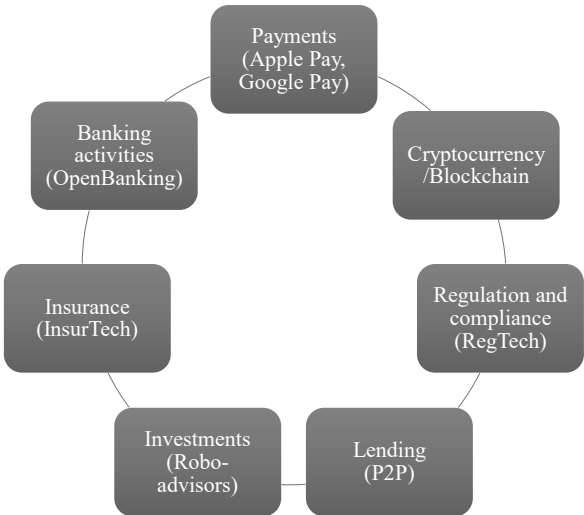 Payments
(Apple Pay,
Google Pay)
Cryptocurrency
/Blockchain
Regulation and
compliance
(RegTech)
Lending
(P2P)
Investments
(Robo-
advisors)
Insurance
(InsurTech)
Banking
activities
(OpenBanking)